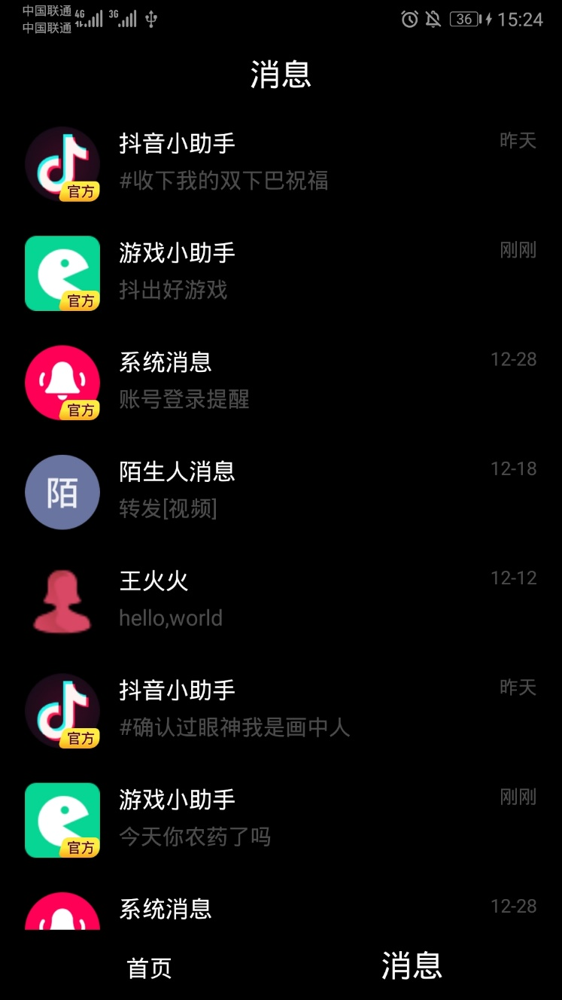 中国联通 4G 3G 36 15:24
中国联通
消息
抖音小助手 昨天
#收下我的双下巴祝福
官方
游戏小助手 刚刚
抖出好游戏
官方
系统消息 12-28
账号登录提醒
官方
陌生人消息 12-18
陌
转发[视频]
王火火 12-12
hello,world
抖音小助手 昨天
#确认过眼神我是画中人
官方
游戏小助手 刚刚
今天你农药了吗
官方
系统消息 12-28
首页 消息